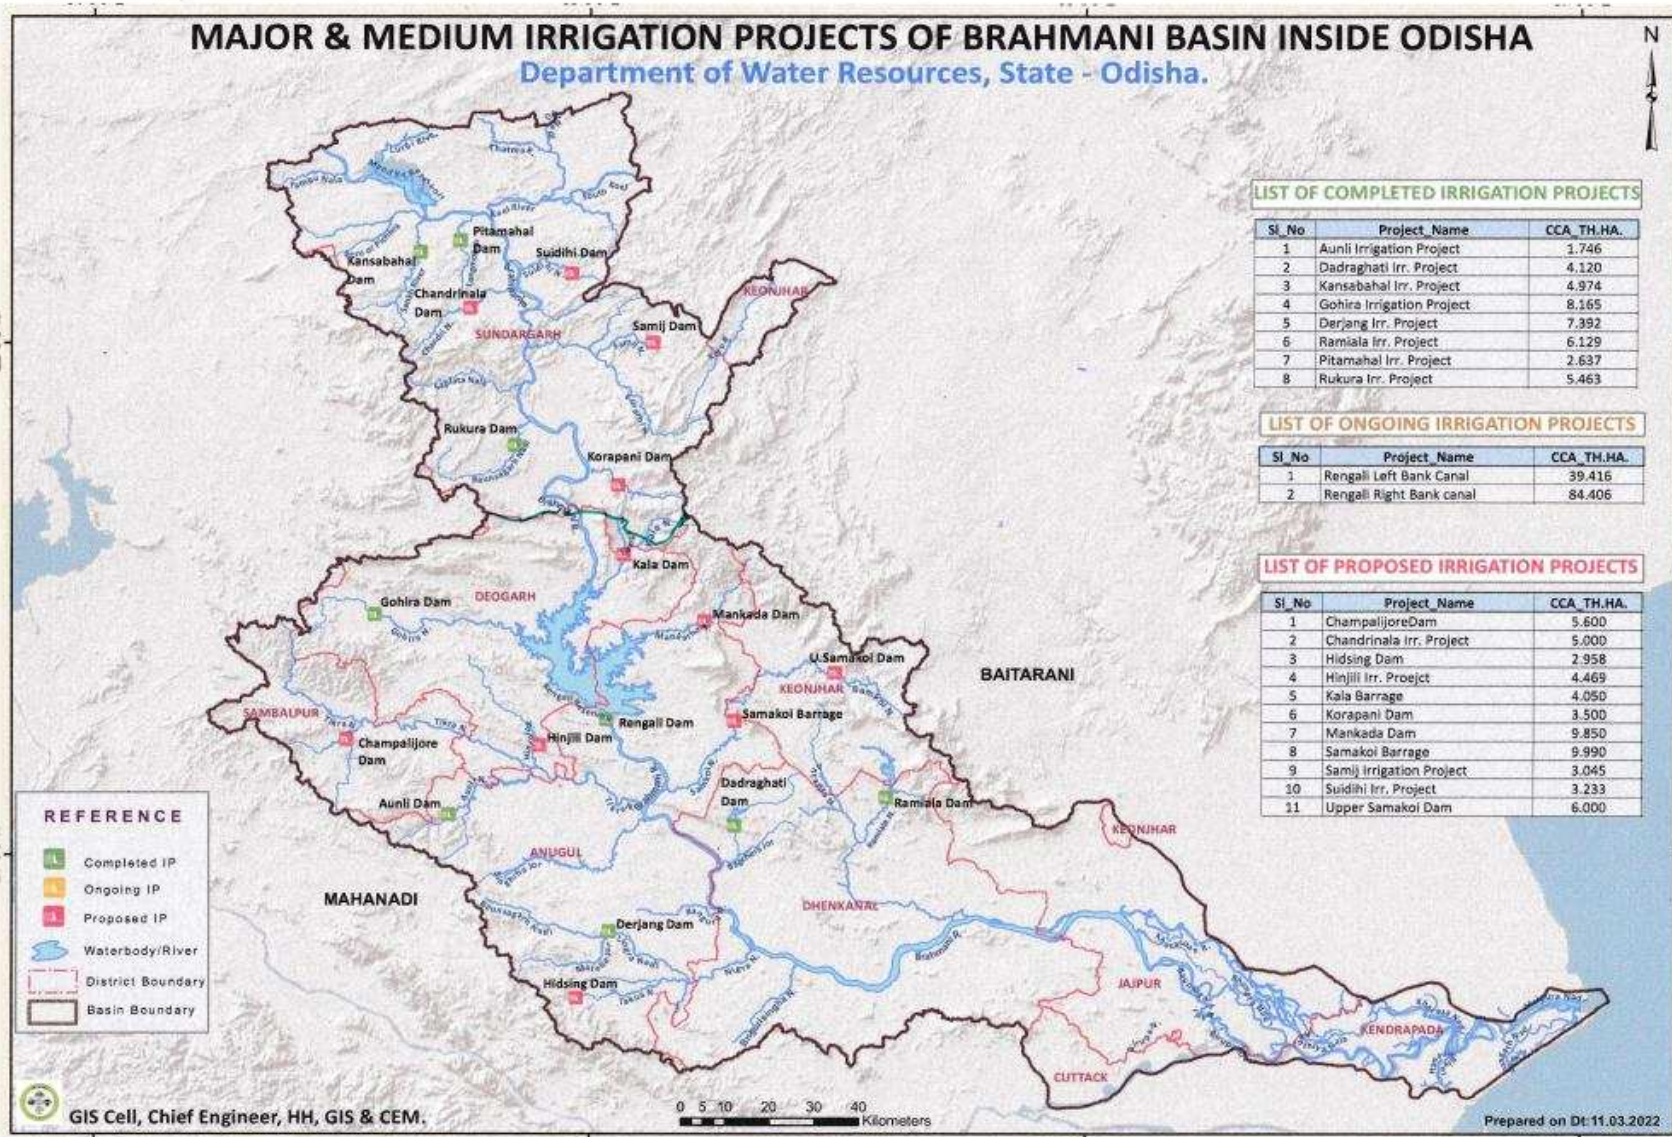 MAJOR & MEDIUM IRRIGATION PROJECTS OF BRAHMANI BASIN INSIDE ODISHA
Department of Water Resources, State - Odisha.
N
LIST OF COMPLETED IRRIGATION PROJECTS
Sl_No Project_Name CCA_TH.HA.
1 Aunli Irrigation Project 1.746
2 Dadraghati Irr. Project 4.120
3 Kansabahal Irr. Project 4.974
4 Gohira Irrigation Project 8.165
5 Derjang Irr. Project 7.392
6 Ramiala Irr. Project 6.129
7 Pitamahal Irr. Project 2.637
8 Rukura Irr. Project 5.463
LIST OF ONGOING IRRIGATION PROJECTS
Sl_No Project_Name CCA_TH.HA.
1 Rengali Left Bank Canal 39.416
2 Rengali Right Bank canal 84.406
LIST OF PROPOSED IRRIGATION PROJECTS
Sl_No Project_Name CCA_TH.HA.
1 ChampalijoreDam 5.600
2 Chandrinala Irr. Project 5.000
3 Hidsing Dam 2.958
4 Hinjili Irr. Proejct 4.469
5 Kala Barrage 4.050
6 Korapani Dam 3.500
7 Mankada Dam 9.850
8 Samakoi Barrage 9.990
9 Samij Irrigation Project 3.045
10 Suidihi Irr. Project 3.233
11 Upper Samakoi Dam 6.000
South Koel
Koel River
Pitamahal
Dam
Suidihi Dam
Kansabahal
Dam
Chandrinala
Dam
KEONJHAR
SUNDARGARH
Samij Dam
Rukura Dam
Korapani Dam
Kala Dam
Gohira Dam
DEOGARH
Gohira N.
Mankada Dam
U.Samakoi Dam
BAITARANI
KEONJHAR
SAMBALPUR
Rengali Dam
Samakoi Barrage
Tikra N.
Tikra N.
Champalijore
Dam
Hinjili Dam
Dadraghati
Dam
Aunli Dam
Ramiala Dam
KEONJHAR
ANUGUL
MAHANADI
DHENKANAL
Derjang Dam
Brahmani R.
Nigra N.
Hidsing Dam
JAJPUR
KENDRAPADA
CUTTACK
REFERENCE
Completed IP
Ongoing IP
Proposed IP
Waterbody/River
District Boundary
Basin Boundary
GIS Cell, Chief Engineer, HH, GIS & CEM.
0 5 10 20 30 40
Kilometers
Prepared on Dt:11.03.2022